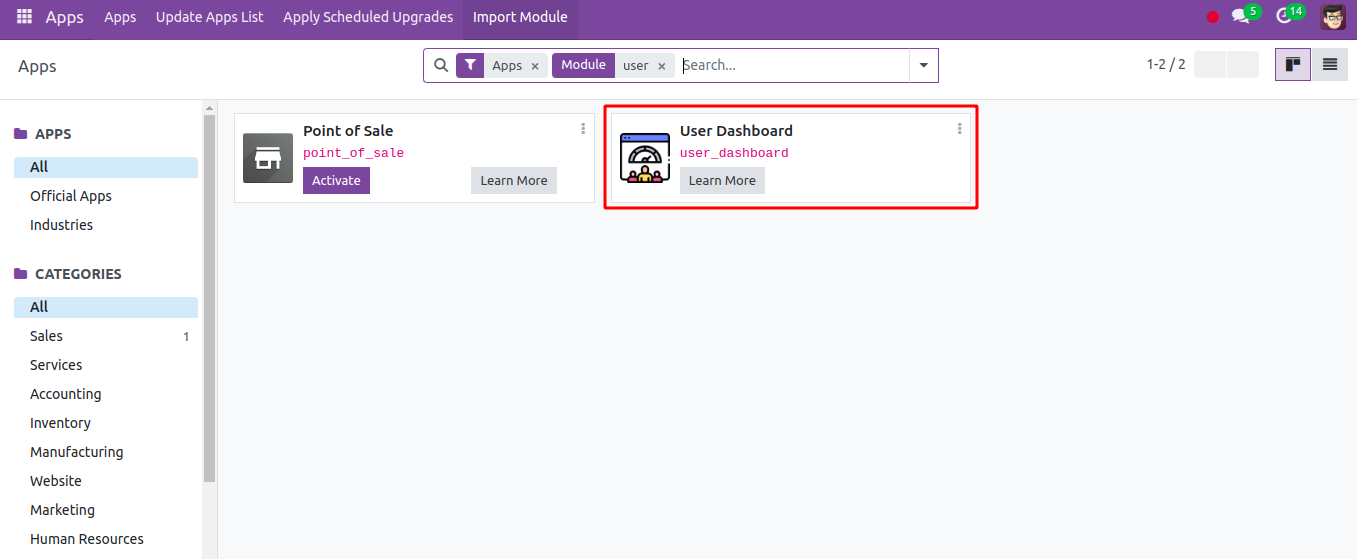 Apps Apps Update Apps List Apply Scheduled Upgrades Import Module 5 14
Apps Apps × Module user × Search... 1-2 / 2
APPS
All
Official Apps
Industries
CATEGORIES
All
Sales 1
Services
Accounting
Inventory
Manufacturing
Website
Marketing
Human Resources
Point of Sale
point_of_sale
Activate Learn More
User Dashboard
user_dashboard
Learn More